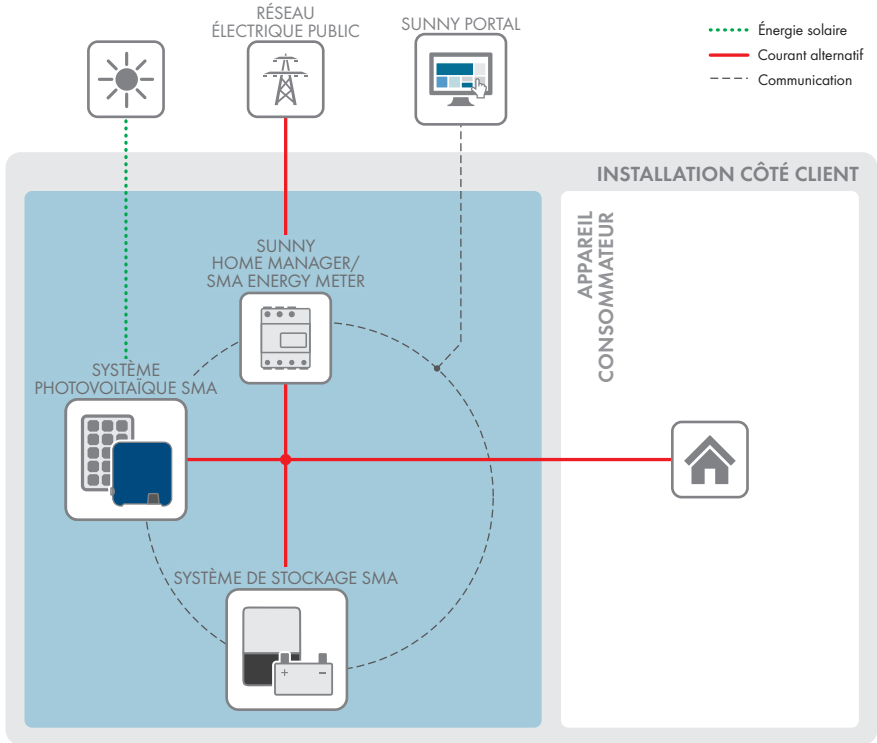 RÉSEAU
ÉLECTRIQUE PUBLIC
SUNNY PORTAL
Énergie solaire
Courant alternatif
Communication
INSTALLATION CÔTÉ CLIENT
APPAREIL
CONSOMMATEUR
SUNNY
HOME MANAGER/
SMA ENERGY METER
SYSTÈME
PHOTOVOLTAÏQUE SMA
SYSTÈME DE STOCKAGE SMA
+ −